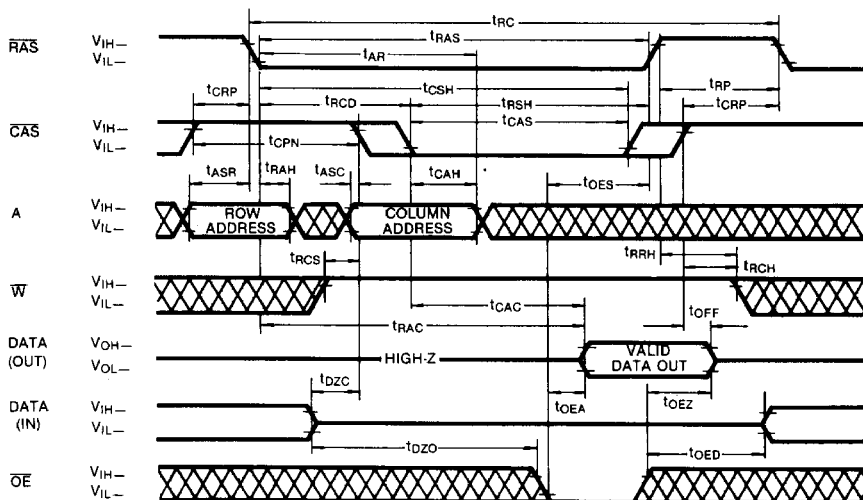 tRC
RAS
VIH—
VIL—
tRAS
tAR
tCSH
tRP
tCRP
tRCD
tRSH
tCRP
CAS
VIH—
VIL—
tCPN
tCAS
tASR
tRAH
tASC
tCAH
tOES
A
VIH—
VIL—
ROW
ADDRESS
COLUMN
ADDRESS
tRCS
tRRH
tRCH
W
VIH—
VIL—
tCAC
tRAC
tOFF
DATA
(OUT)
VOH—
VOL—
HIGH-Z
VALID
DATA OUT
tDZC
tOEA
tOEZ
DATA
(IN)
VIH—
VIL—
tDZO
tOED
OE
VIH—
VIL—